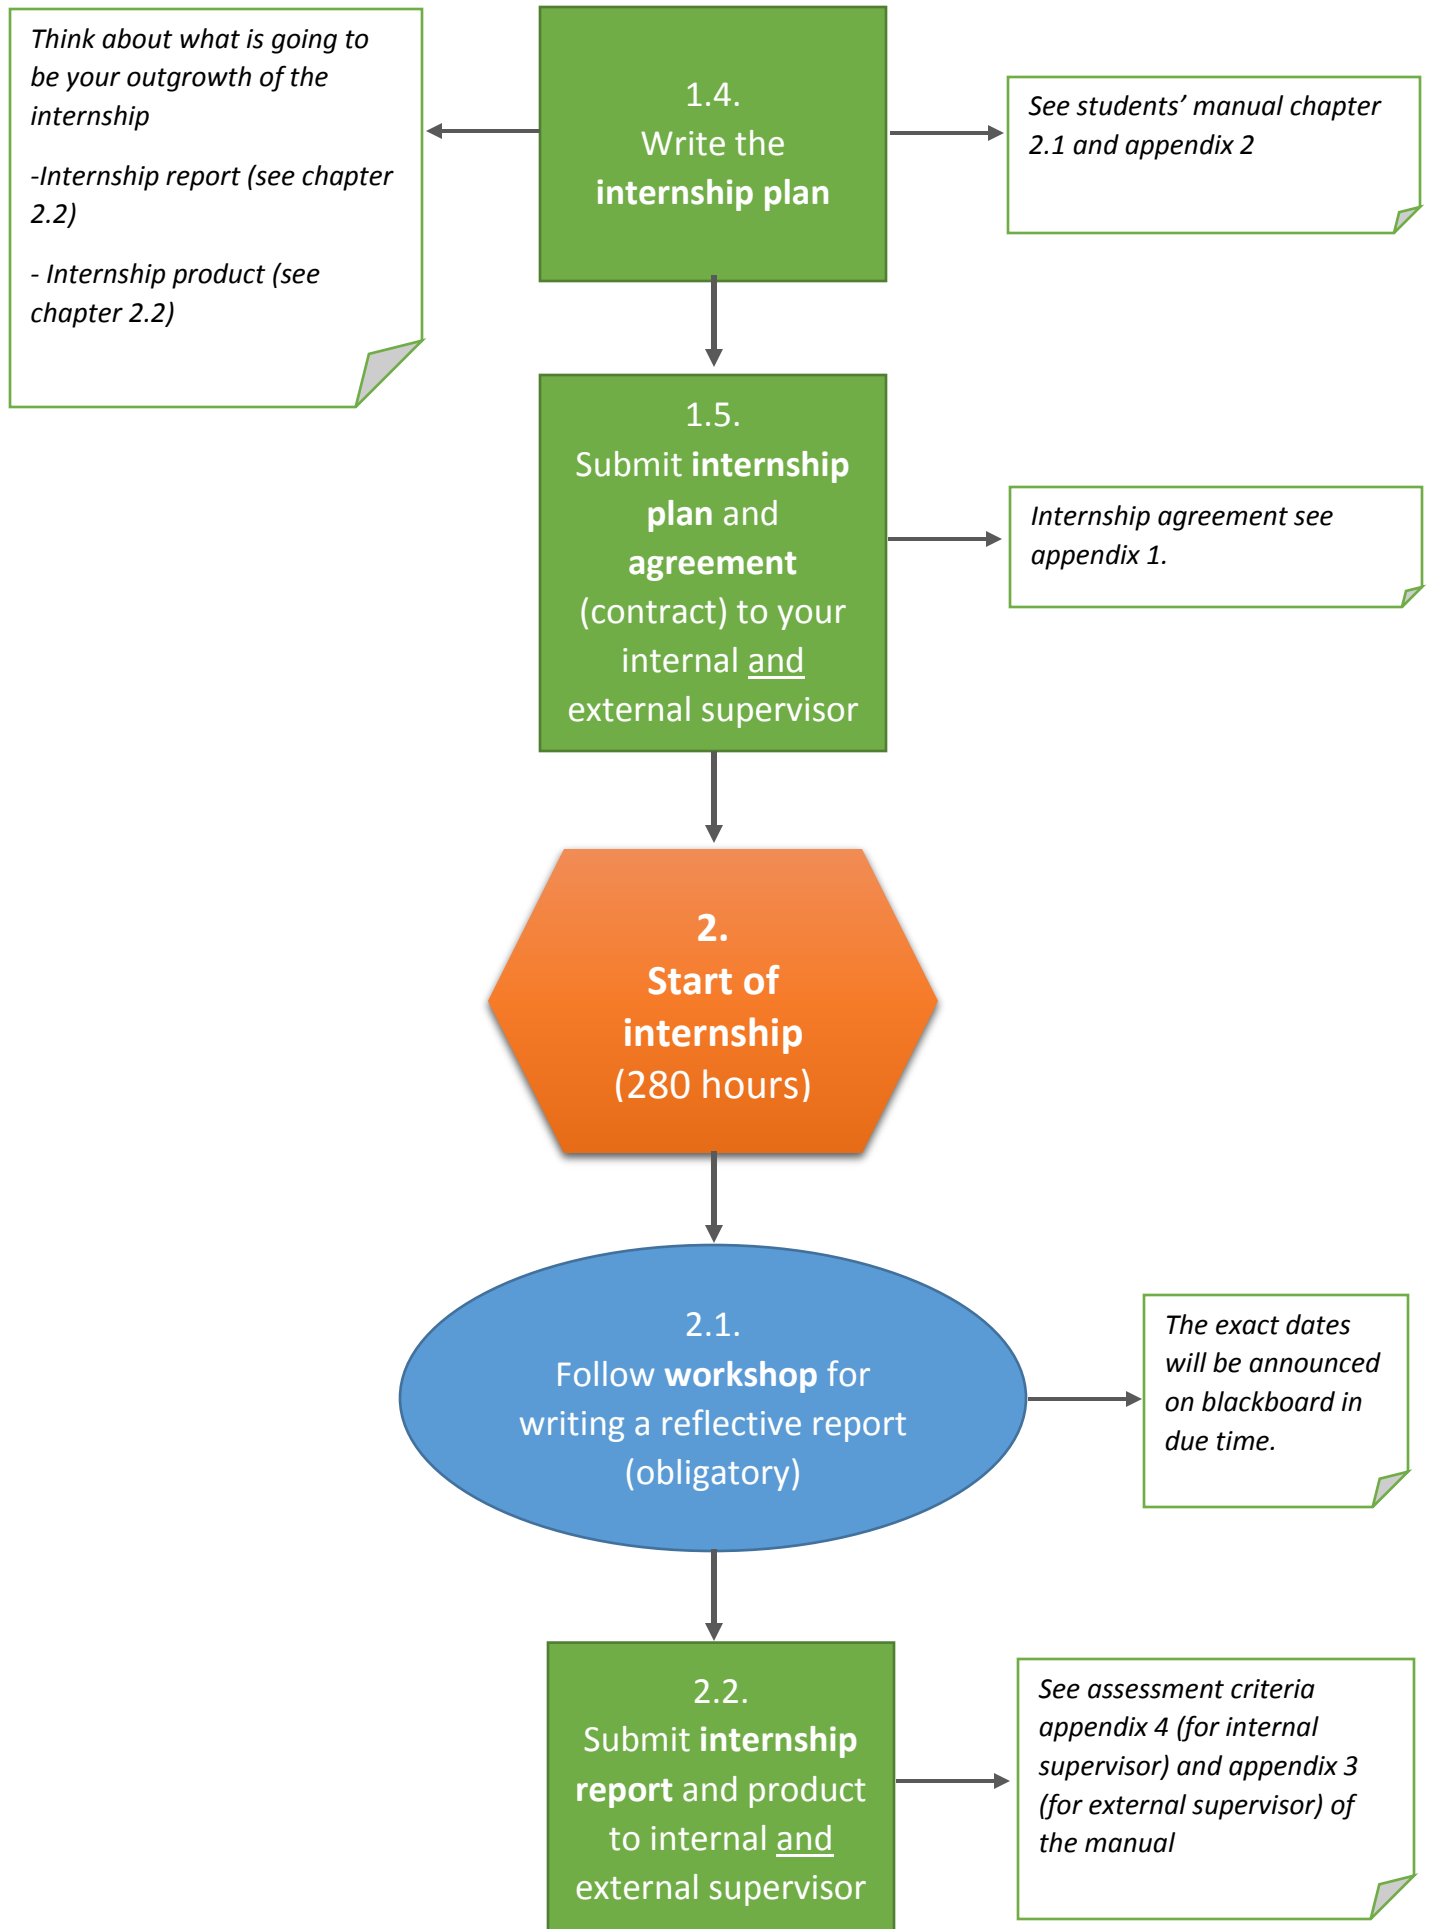 Think about what is going to
be your outgrowth of the
internship
-Internship report (see chapter
2.2)
- Internship product (see
chapter 2.2)
1.4.
Write the
internship plan
See students’ manual chapter
2.1 and appendix 2
1.5.
Submit internship
plan and
agreement
(contract) to your
internal and
external supervisor
Internship agreement see
appendix 1.
2.
Start of
internship
(280 hours)
2.1.
Follow workshop for
writing a reflective report
(obligatory)
The exact dates
will be announced
on blackboard in
due time.
2.2.
Submit internship
report and product
to internal and
external supervisor
See assessment criteria
appendix 4 (for internal
supervisor) and appendix 3
(for external supervisor) of
the manual